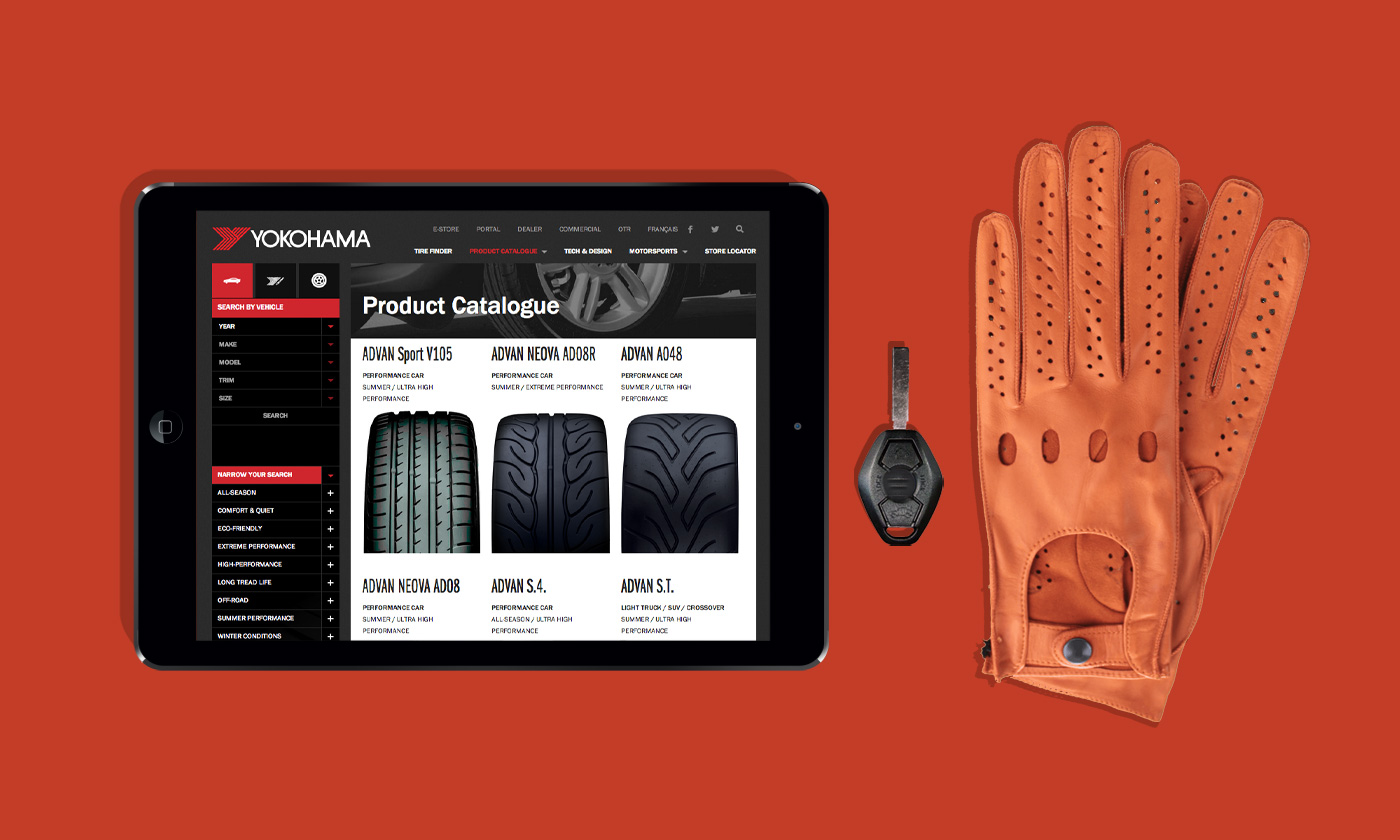 YOKOHAMA
E-STORE PORTAL DEALER COMMERCIAL OTR FRANÇAIS
TIRE FINDER PRODUCT CATALOGUE TECH & DESIGN MOTORSPORTS STORE LOCATOR
SEARCH BY VEHICLE
YEAR
MAKE
MODEL
TRIM
SIZE
SEARCH
NARROW YOUR SEARCH
ALL-SEASON
COMFORT & QUIET
ECO-FRIENDLY
EXTREME PERFORMANCE
HIGH-PERFORMANCE
LONG TREAD LIFE
OFF-ROAD
SUMMER PERFORMANCE
WINTER CONDITIONS
Product Catalogue
ADVAN Sport V105
PERFORMANCE CAR
SUMMER / ULTRA HIGH
PERFORMANCE
ADVAN NEOVA AD08R
PERFORMANCE CAR
SUMMER / EXTREME PERFORMANCE
ADVAN A048
PERFORMANCE CAR
SUMMER / ULTRA HIGH
PERFORMANCE
ADVAN NEOVA AD08
PERFORMANCE CAR
SUMMER / ULTRA HIGH
PERFORMANCE
ADVAN S.4.
PERFORMANCE CAR
ALL-SEASON / ULTRA HIGH
PERFORMANCE
ADVAN S.T.
LIGHT TRUCK / SUV / CROSSOVER
SUMMER / ULTRA HIGH
PERFORMANCE